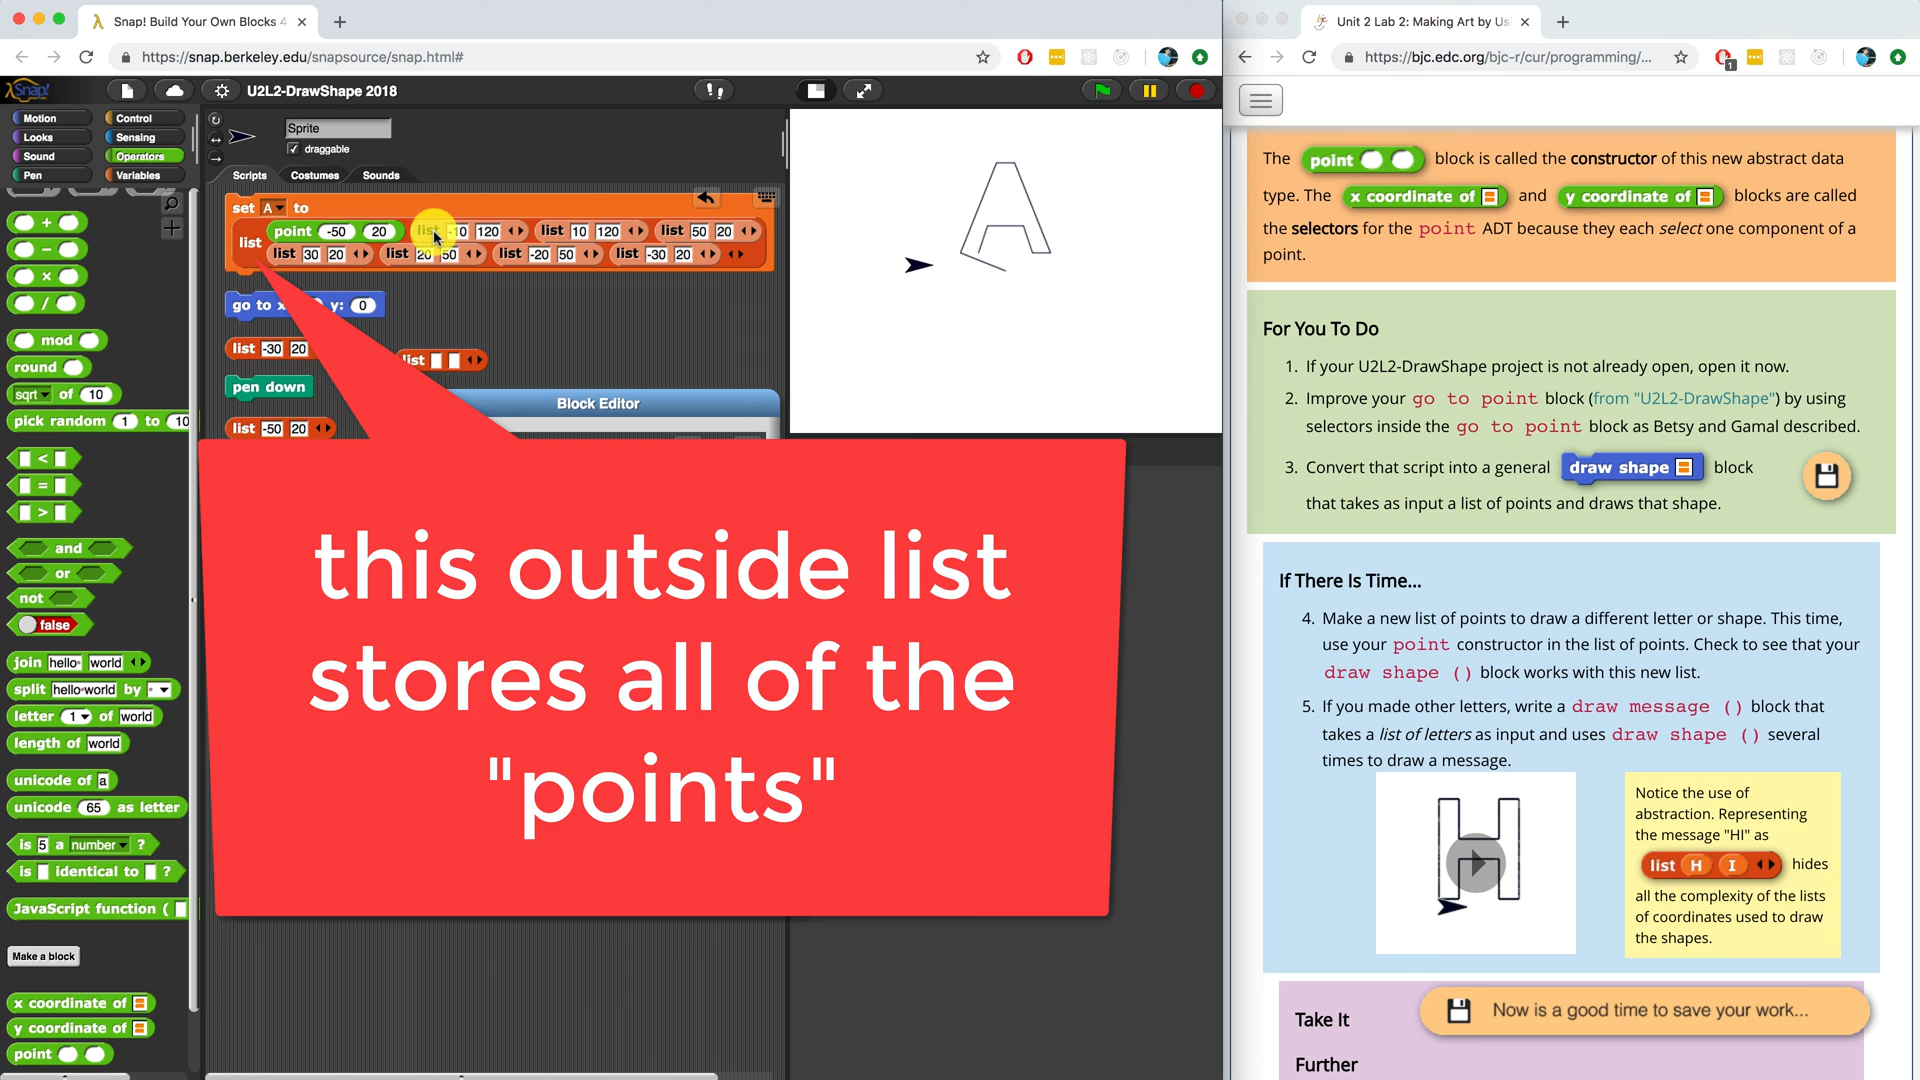 Snap! Build Your Own Blocks 4
https://snap.berkeley.edu/snapsource/snap.html#
Snap!
U2L2-DrawShape 2018
Motion
Control
Looks
Sensing
Sound
Operators
Pen
Variables
+
−
×
/
mod
round
sqrt of 10
pick random 1 to 10
<
=
>
and
or
not
false
join hello world
split hello world by
letter 1 of world
length of world
unicode of a
unicode 65 as letter
is 5 a number ?
is identical to ?
JavaScript function (
Make a block
x coordinate of
y coordinate of
point
Sprite
draggable
Scripts Costumes Sounds
set A to
list point -50 20 list -10 120 list 10 120 list 50 20
list 30 20 list 20 50 list -20 50 list -30 20
go to x y: 0
list -30 20
list
pen down
Block Editor
list -50 20
this outside list
stores all of the
"points"
Unit 2 Lab 2: Making Art by Us
https://bjc.edc.org/bjc-r/cur/programming/...
1
The point block is called the constructor of this new abstract data
type. The x coordinate of and y coordinate of blocks are called
the selectors for the point ADT because they each select one component of a
point.
For You To Do
1. If your U2L2-DrawShape project is not already open, open it now.
2. Improve your go to point block (from "U2L2-DrawShape") by using
selectors inside the go to point block as Betsy and Gamal described.
3. Convert that script into a general draw shape block
that takes as input a list of points and draws that shape.
If There Is Time...
4. Make a new list of points to draw a different letter or shape. This time,
use your point constructor in the list of points. Check to see that your
draw shape () block works with this new list.
5. If you made other letters, write a draw message () block that
takes a list of letters as input and uses draw shape () several
times to draw a message.
Notice the use of
abstraction. Representing
the message "HI" as
list H I hides
all the complexity of the lists
of coordinates used to draw
the shapes.
Take It
Further
Now is a good time to save your work...